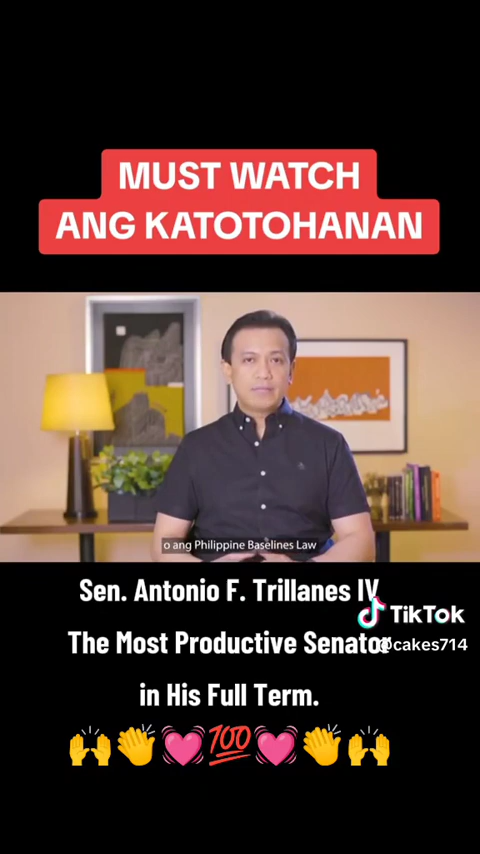 MUST WATCH
ANG KATOTOHANAN
o ang Philippine Baselines Law
Sen. Antonio F. Trillanes IV
TikTok
The Most Productive Senator
@cakes714
in His Full Term.
💯